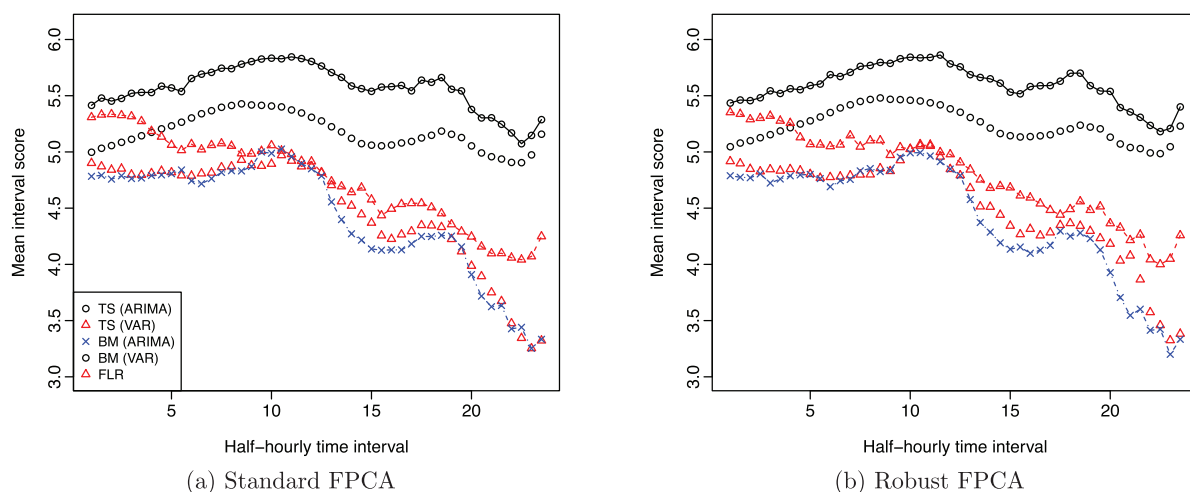 6.0
5.5
5.0
4.5
4.0
3.5
3.0
Mean interval score
TS (ARIMA)
TS (VAR)
BM (ARIMA)
BM (VAR)
FLR
5 10 15 20
Half−hourly time interval
(a) Standard FPCA
6.0
5.5
5.0
4.5
4.0
3.5
3.0
Mean interval score
5 10 15 20
Half−hourly time interval
(b) Robust FPCA